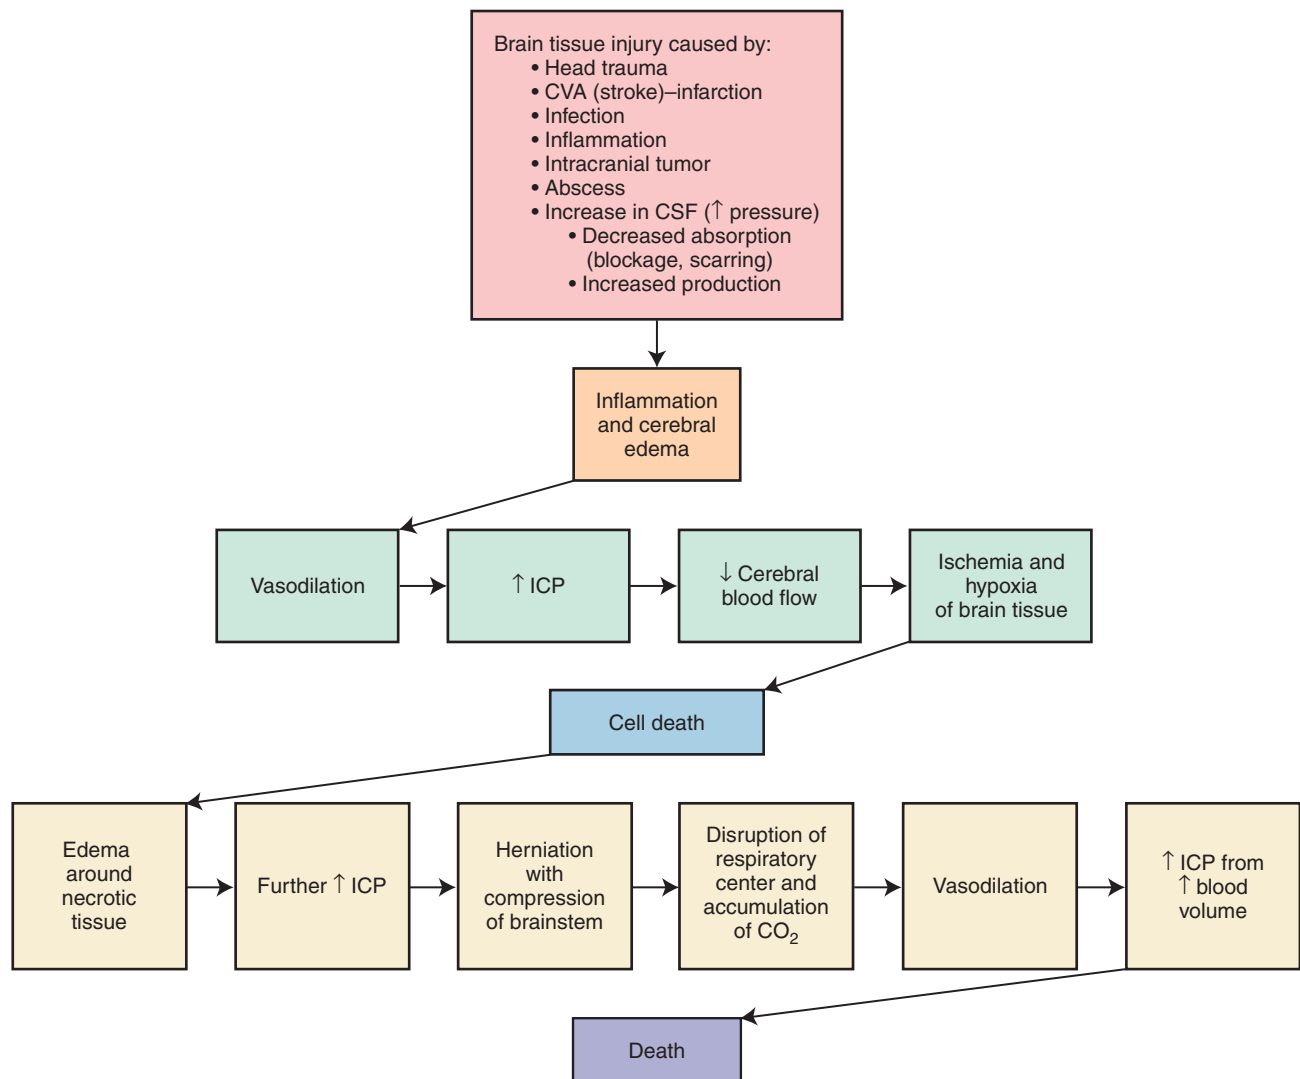 Brain tissue injury caused by:
• Head trauma
• CVA (stroke)–infarction
• Infection
• Inflammation
• Intracranial tumor
• Abscess
• Increase in CSF (↑ pressure)
• Decreased absorption
(blockage, scarring)
• Increased production
Inflammation
and cerebral
edema
Vasodilation
↑ ICP
↓ Cerebral
blood flow
Ischemia and
hypoxia
of brain tissue
Cell death
Edema
around
necrotic
tissue
Further ↑ ICP
Herniation
with
compression
of brainstem
Disruption of
respiratory
center and
accumulation
of CO₂
Vasodilation
↑ ICP from
↑ blood
volume
Death